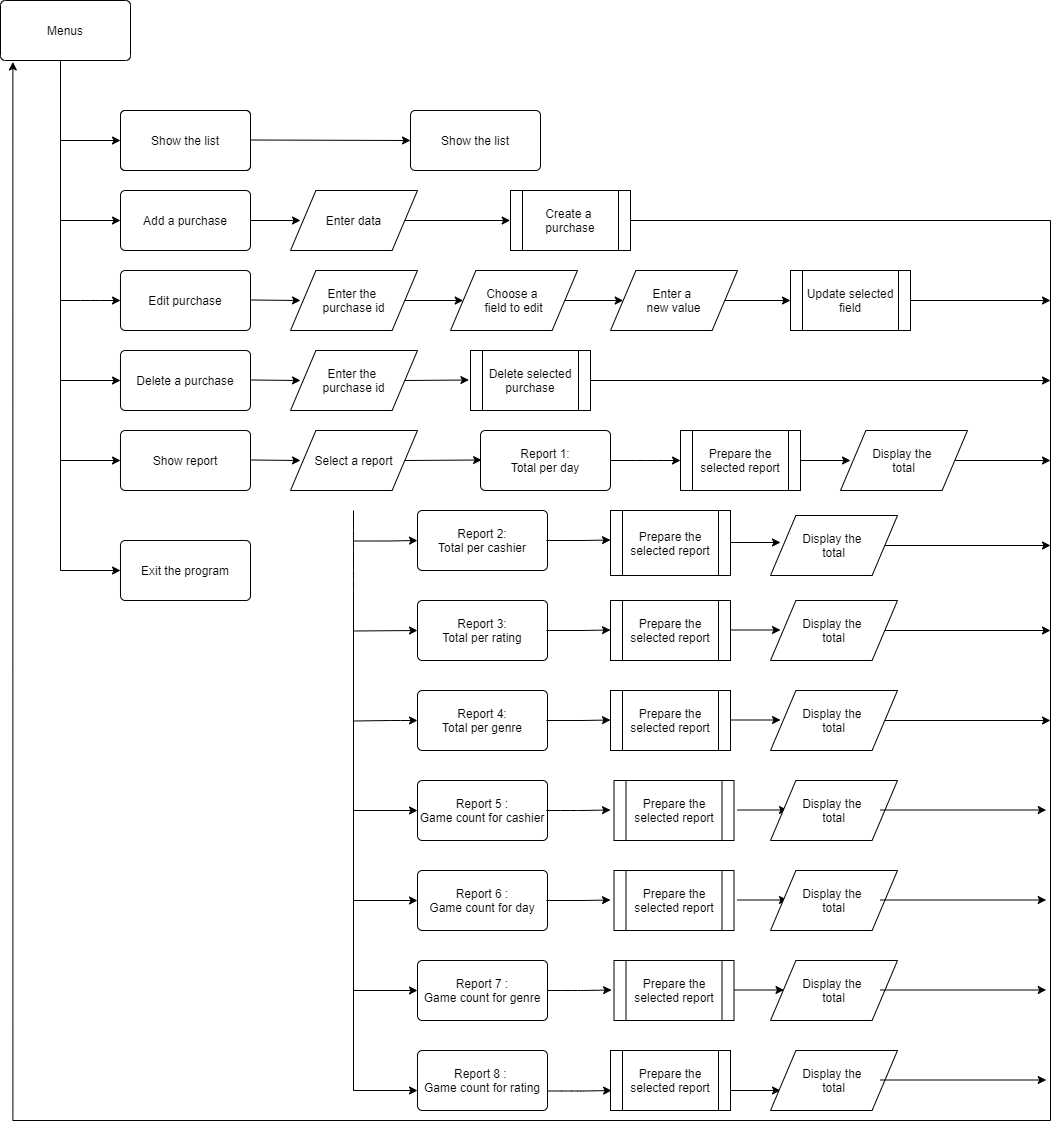 Menus
Show the list
Show the list
Add a purchase
Enter data
Create a
purchase
Edit purchase
Enter the
purchase id
Choose a
field to edit
Enter a
new value
Update selected
field
Delete a purchase
Enter the
purchase id
Delete selected
purchase
Show report
Select a report
Report 1:
Total per day
Prepare the
selected report
Display the
total
Report 2:
Total per cashier
Prepare the
selected report
Display the
total
Exit the program
Report 3:
Total per rating
Prepare the
selected report
Display the
total
Report 4:
Total per genre
Prepare the
selected report
Display the
total
Report 5 :
Game count for cashier
Prepare the
selected report
Display the
total
Report 6 :
Game count for day
Prepare the
selected report
Display the
total
Report 7 :
Game count for genre
Prepare the
selected report
Display the
total
Report 8 :
Game count for rating
Prepare the
selected report
Display the
total